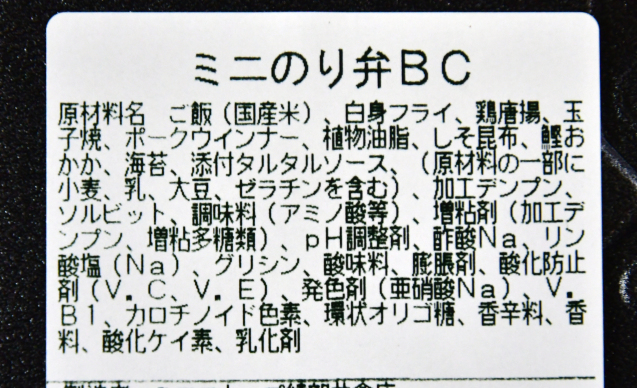 ミニのり弁BC
原材料名　ご飯（国産米）、白身フライ、鶏唐揚、玉
子焼、ポークウインナー、植物油脂、しそ昆布、鰹お
かか、海苔、添付タルタルソース、（原材料の一部に
小麦、乳、大豆、ゼラチンを含む）、加工デンプン、
ソルビット、調味料（アミノ酸等）、増粘剤（加工デ
ンプン、増粘多糖類）、pH調整剤、酢酸Na、リン
酸塩（Na）、グリシン、酸味料、膨脹剤、酸化防止
剤（V．C、V．E）、発色剤（亜硝酸Na）、V．
B1、カロチノイド色素、環状オリゴ糖、香辛料、香
料、酸化ケイ素、乳化剤